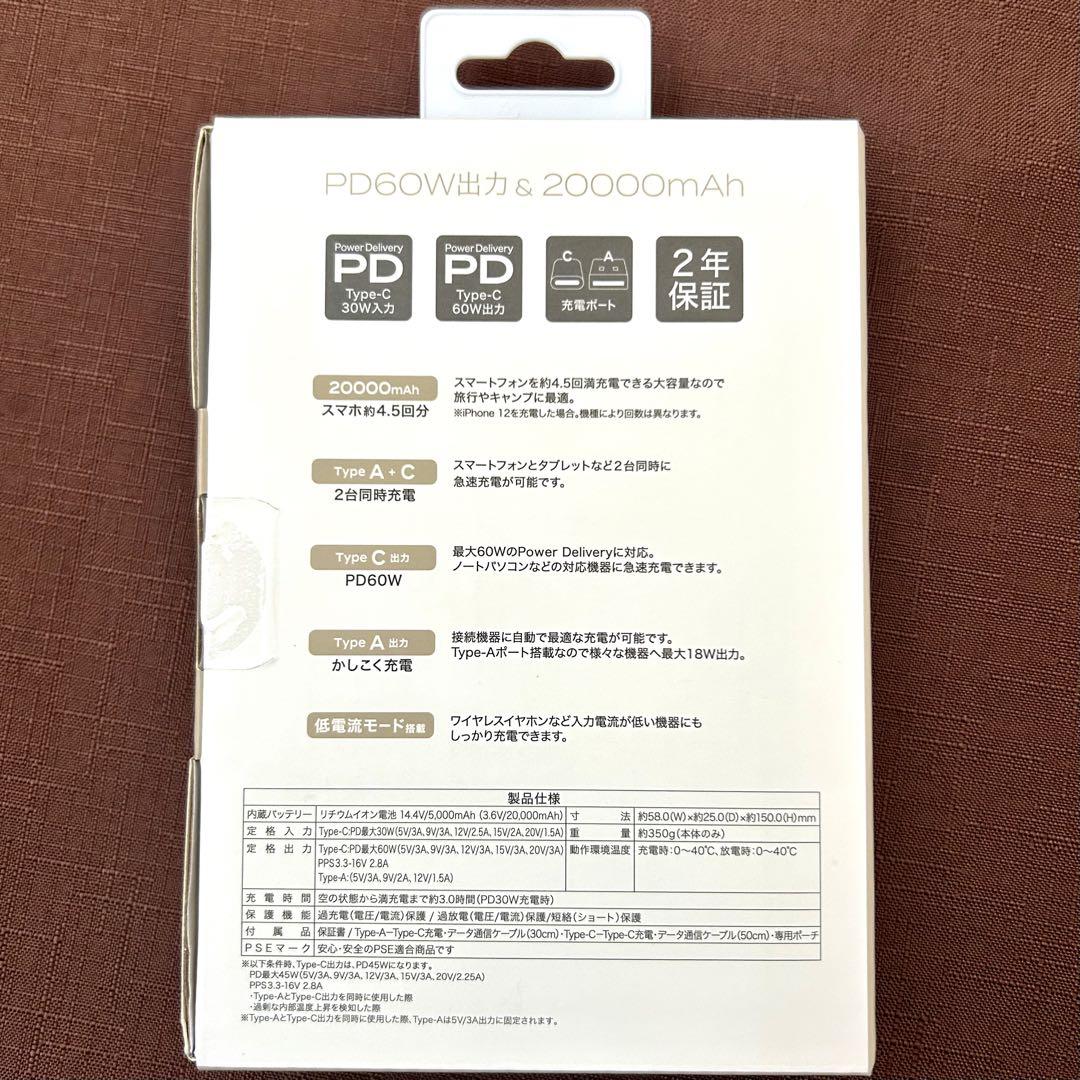 PD60W出力 & 20000mAh
Power Delivery
PD
Type-C
30W入力
Power Delivery
PD
Type-C
60W出力
C A
充電ポート
2年
保証
20000mAh
スマホ約4.5回分
スマートフォンを約4.5回満充電できる大容量なので
旅行やキャンプに最適。
※iPhone 12を充電した場合。機種により回数は異なります。
Type A + C
2台同時充電
スマートフォンとタブレットなど2台同時に
急速充電が可能です。
Type C 出力
PD60W
最大60WのPower Deliveryに対応。
ノートパソコンなどの対応機器に急速充電できます。
Type A 出力
かしこく充電
接続機器に自動で最適な充電が可能です。
Type-Aポート搭載なので様々な機器へ最大18W出力。
低電流モード搭載
ワイヤレスイヤホンなど入力電流が低い機器にも
しっかり充電できます。
製品仕様
内蔵バッテリー リチウムイオン電池 14.4V/5,000mAh (3.6V/20,000mAh) 寸法 約58.0(W)×約25.0(D)×約150.0(H)mm
定格入力 Type-C:PD最大30W(5V/3A、9V/3A、12V/2.5A、15V/2A、20V/1.5A) 重量 約350g(本体のみ)
定格出力 Type-C:PD最大60W(5V/3A、9V/3A、12V/3A、15V/3A、20V/3A) 動作環境温度 充電時:0〜40℃、放電時:0〜40℃
PPS3.3-16V 2.8A
Type-A:(5V/3A、9V/2A、12V/1.5A)
充電時間 空の状態から満充電まで約3.0時間(PD30W充電時)
保護機能 過充電(電圧/電流)保護 / 過放電(電圧/電流)保護/短絡(ショート)保護
付属品 保証書 / Type-A−Type-C充電・データ通信ケーブル(30cm)・Type-C−Type-C充電・データ通信ケーブル(50cm)・専用ポーチ
PSEマーク 安心・安全のPSE適合商品です
※以下条件時、Type-C出力は、PD45Wになります。
PD最大45W(5V/3A、9V/3A、12V/3A、15V/3A、20V/2.25A)
PPS3.3-16V 2.8A
・Type-AとType-C出力を同時に使用した際
・過剰な内部温度上昇を検知した際
※Type-AとType-C出力を同時に使用した際、Type-Aは5V/3A出力に固定されます。